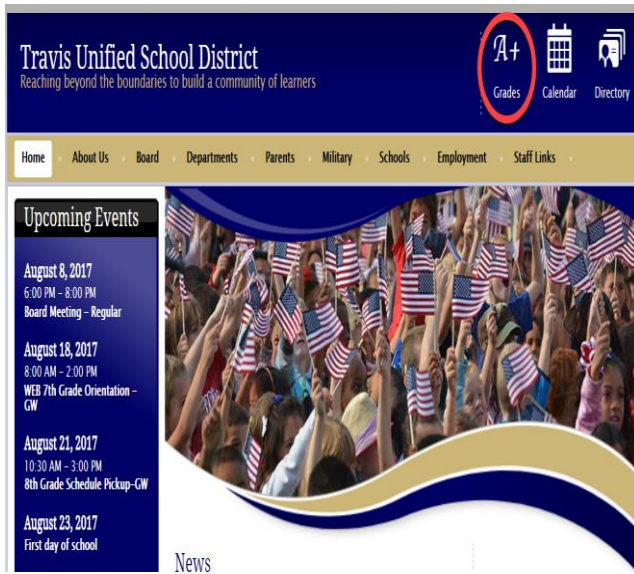 Travis Unified School District
Reaching beyond the boundaries to build a community of learners
A+
Grades
Calendar
Directory
Home
About Us
Board
Departments
Parents
Military
Schools
Employment
Staff Links
Upcoming Events
August 8, 2017
6:00 PM – 8:00 PM
Board Meeting – Regular
August 18, 2017
8:00 AM – 2:00 PM
WEB 7th Grade Orientation –
GW
August 21, 2017
10:30 AM – 3:00 PM
8th Grade Schedule Pickup–GW
August 23, 2017
First day of school
News